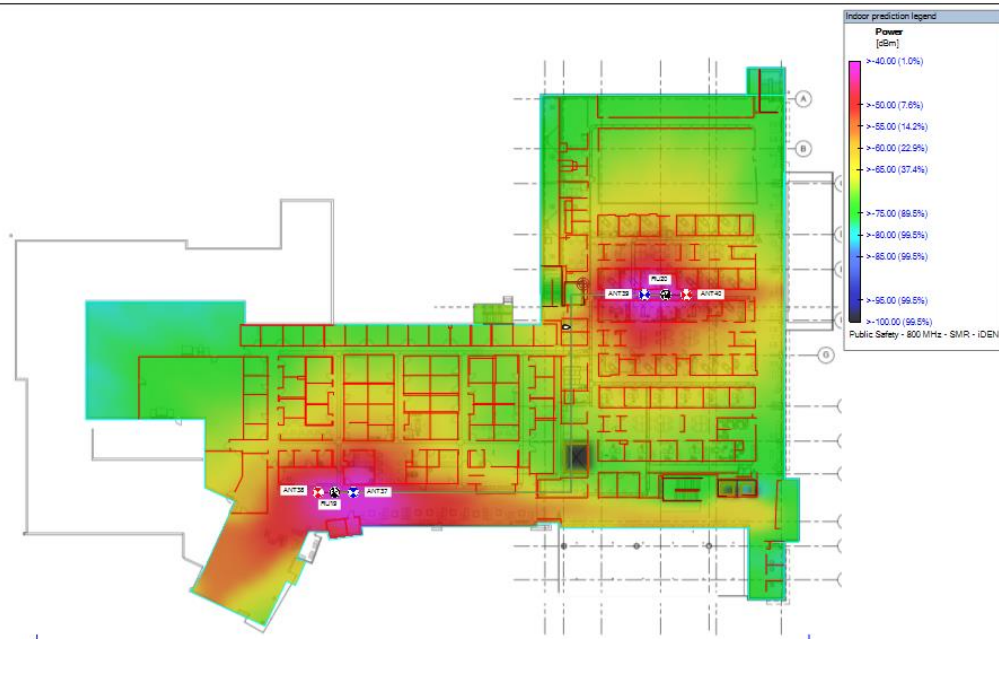 Indoor prediction legend
Power
[dBm]
>-40.00 (1.0%)
>-50.00 (7.6%)
>-55.00 (14.2%)
>-60.00 (22.9%)
>-65.00 (37.4%)
>-75.00 (89.5%)
>-80.00 (99.5%)
>-85.00 (99.5%)
>-95.00 (99.5%)
>-100.00 (99.5%)
Public Safety - 800 MHz - SMR - iDEN
A
B
G
RU20
ANT39
ANT40
ANT38
ANT37
RU19